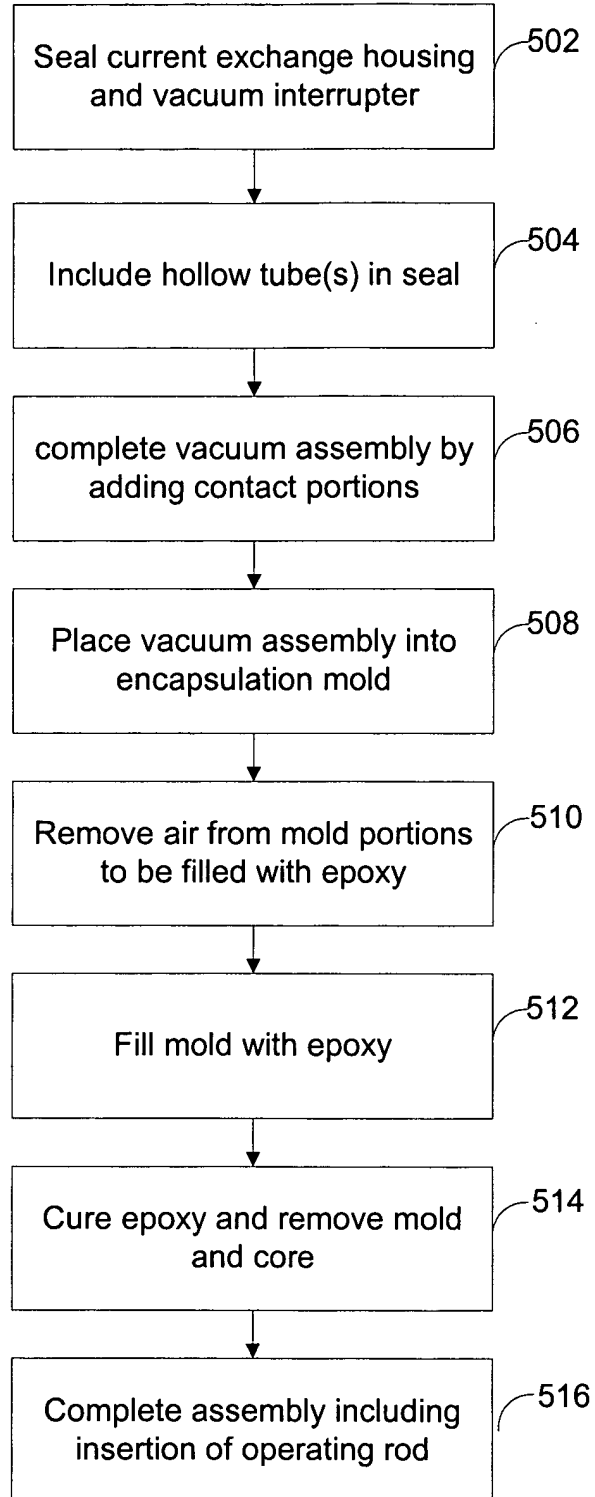 Seal current exchange housing
and vacuum interrupter
502
Include hollow tube(s) in seal
504
complete vacuum assembly by
adding contact portions
506
Place vacuum assembly into
encapsulation mold
508
Remove air from mold portions
to be filled with epoxy
510
Fill mold with epoxy
512
Cure epoxy and remove mold
and core
514
Complete assembly including
insertion of operating rod
516